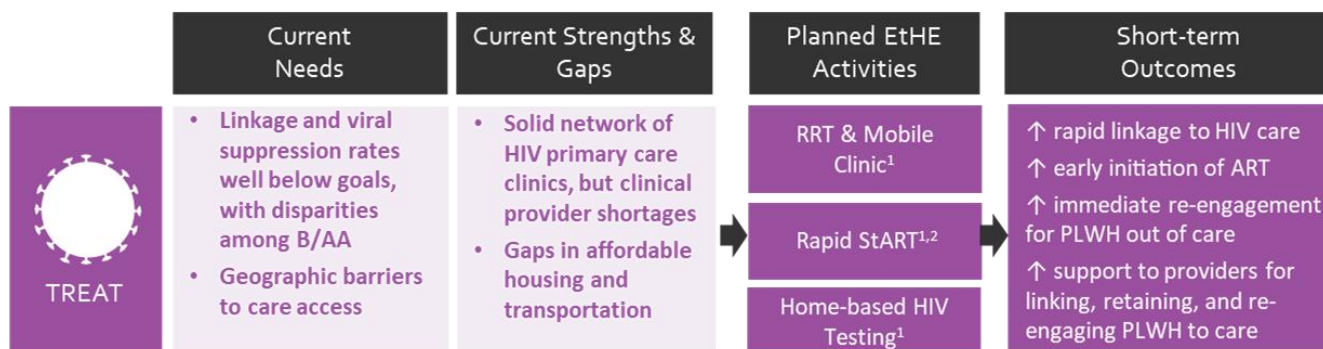 Current
Needs
Current Strengths &
Gaps
Planned EtHE
Activities
Short-term
Outcomes
TREAT
• Linkage and viral
suppression rates
well below goals,
with disparities
among B/AA
• Geographic barriers
to care access
• Solid network of
HIV primary care
clinics, but clinical
provider shortages
• Gaps in affordable
housing and
transportation
RRT & Mobile
Clinic¹
Rapid StART¹,²
Home-based HIV
Testing¹
↑ rapid linkage to HIV care
↑ early initiation of ART
↑ immediate re-engagement
for PLWH out of care
↑ support to providers for
linking, retaining, and re-
engaging PLWH to care